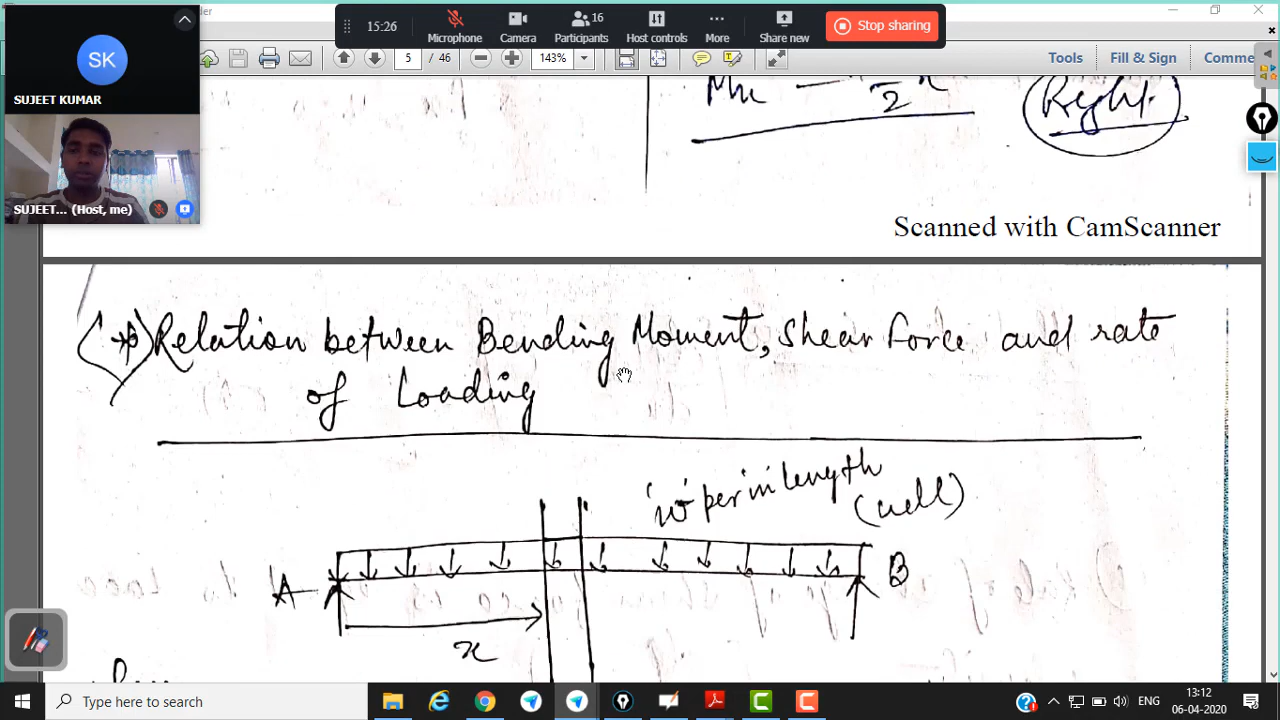 15:26
Microphone
Camera
16
Participants
Host controls
More
Share new
Stop sharing
SK
SUJEET KUMAR
SUJEET... (Host, me)
5 / 46
143%
Tools
Fill & Sign
Comme
2
Right
Scanned with CamScanner
Relation between Bending Moment, Shear Force and rate
of Loading
'w' per m length
A
B
x
Type here to search
ENG
13:12
06-04-2020